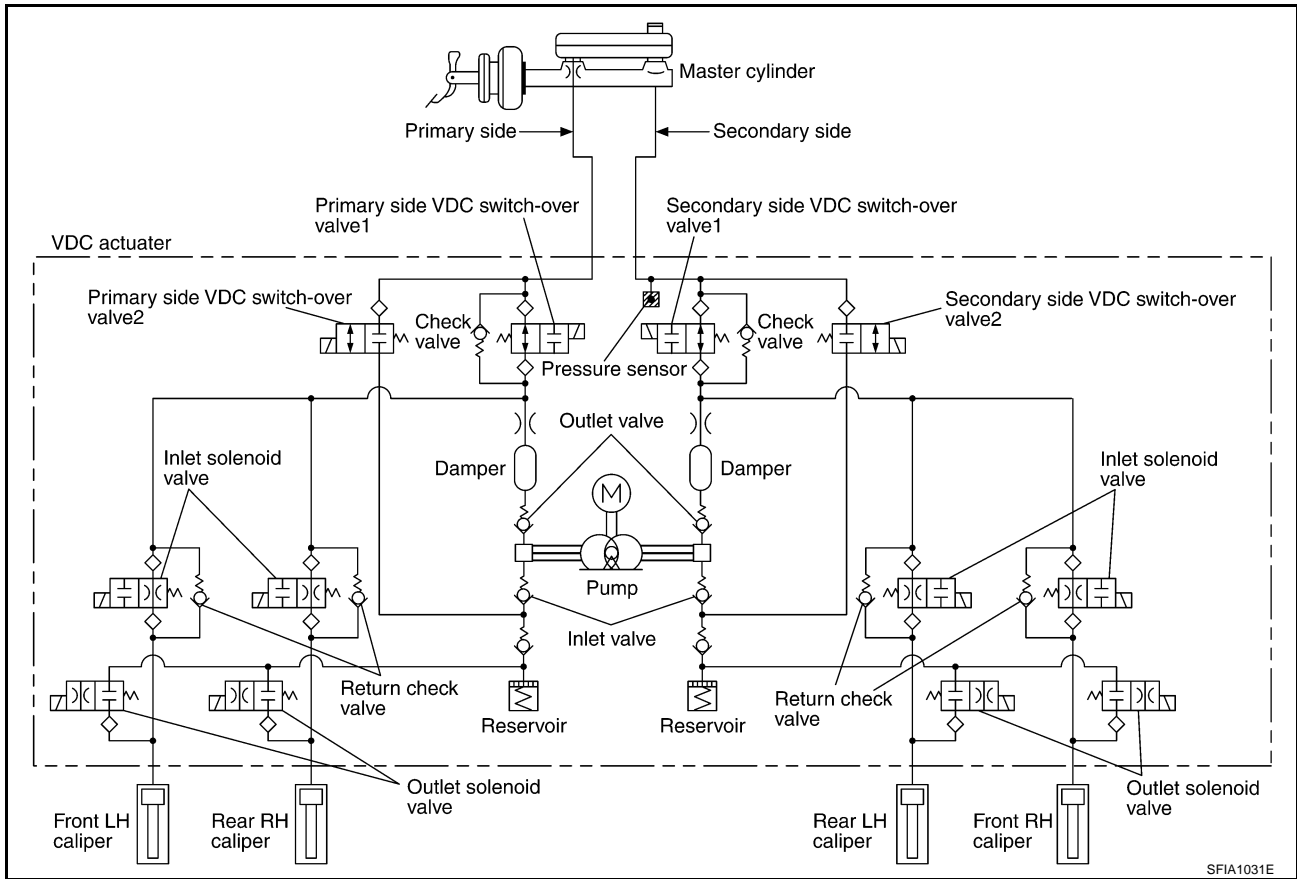 Master cylinder
Primary side
Secondary side
Primary side VDC switch-over
valve1
Secondary side VDC switch-over
valve1
VDC actuater
Primary side VDC switch-over
valve2
Check
valve
Check
valve
Secondary side VDC switch-over
valve2
Pressure sensor
Outlet valve
Inlet solenoid
valve
Damper
M
Damper
Inlet solenoid
valve
Pump
Inlet valve
Return check
valve
Reservoir
Reservoir
Return check
valve
Outlet solenoid
valve
Outlet solenoid
valve
Front LH
caliper
Rear RH
caliper
Rear LH
caliper
Front RH
caliper
SFIA1031E